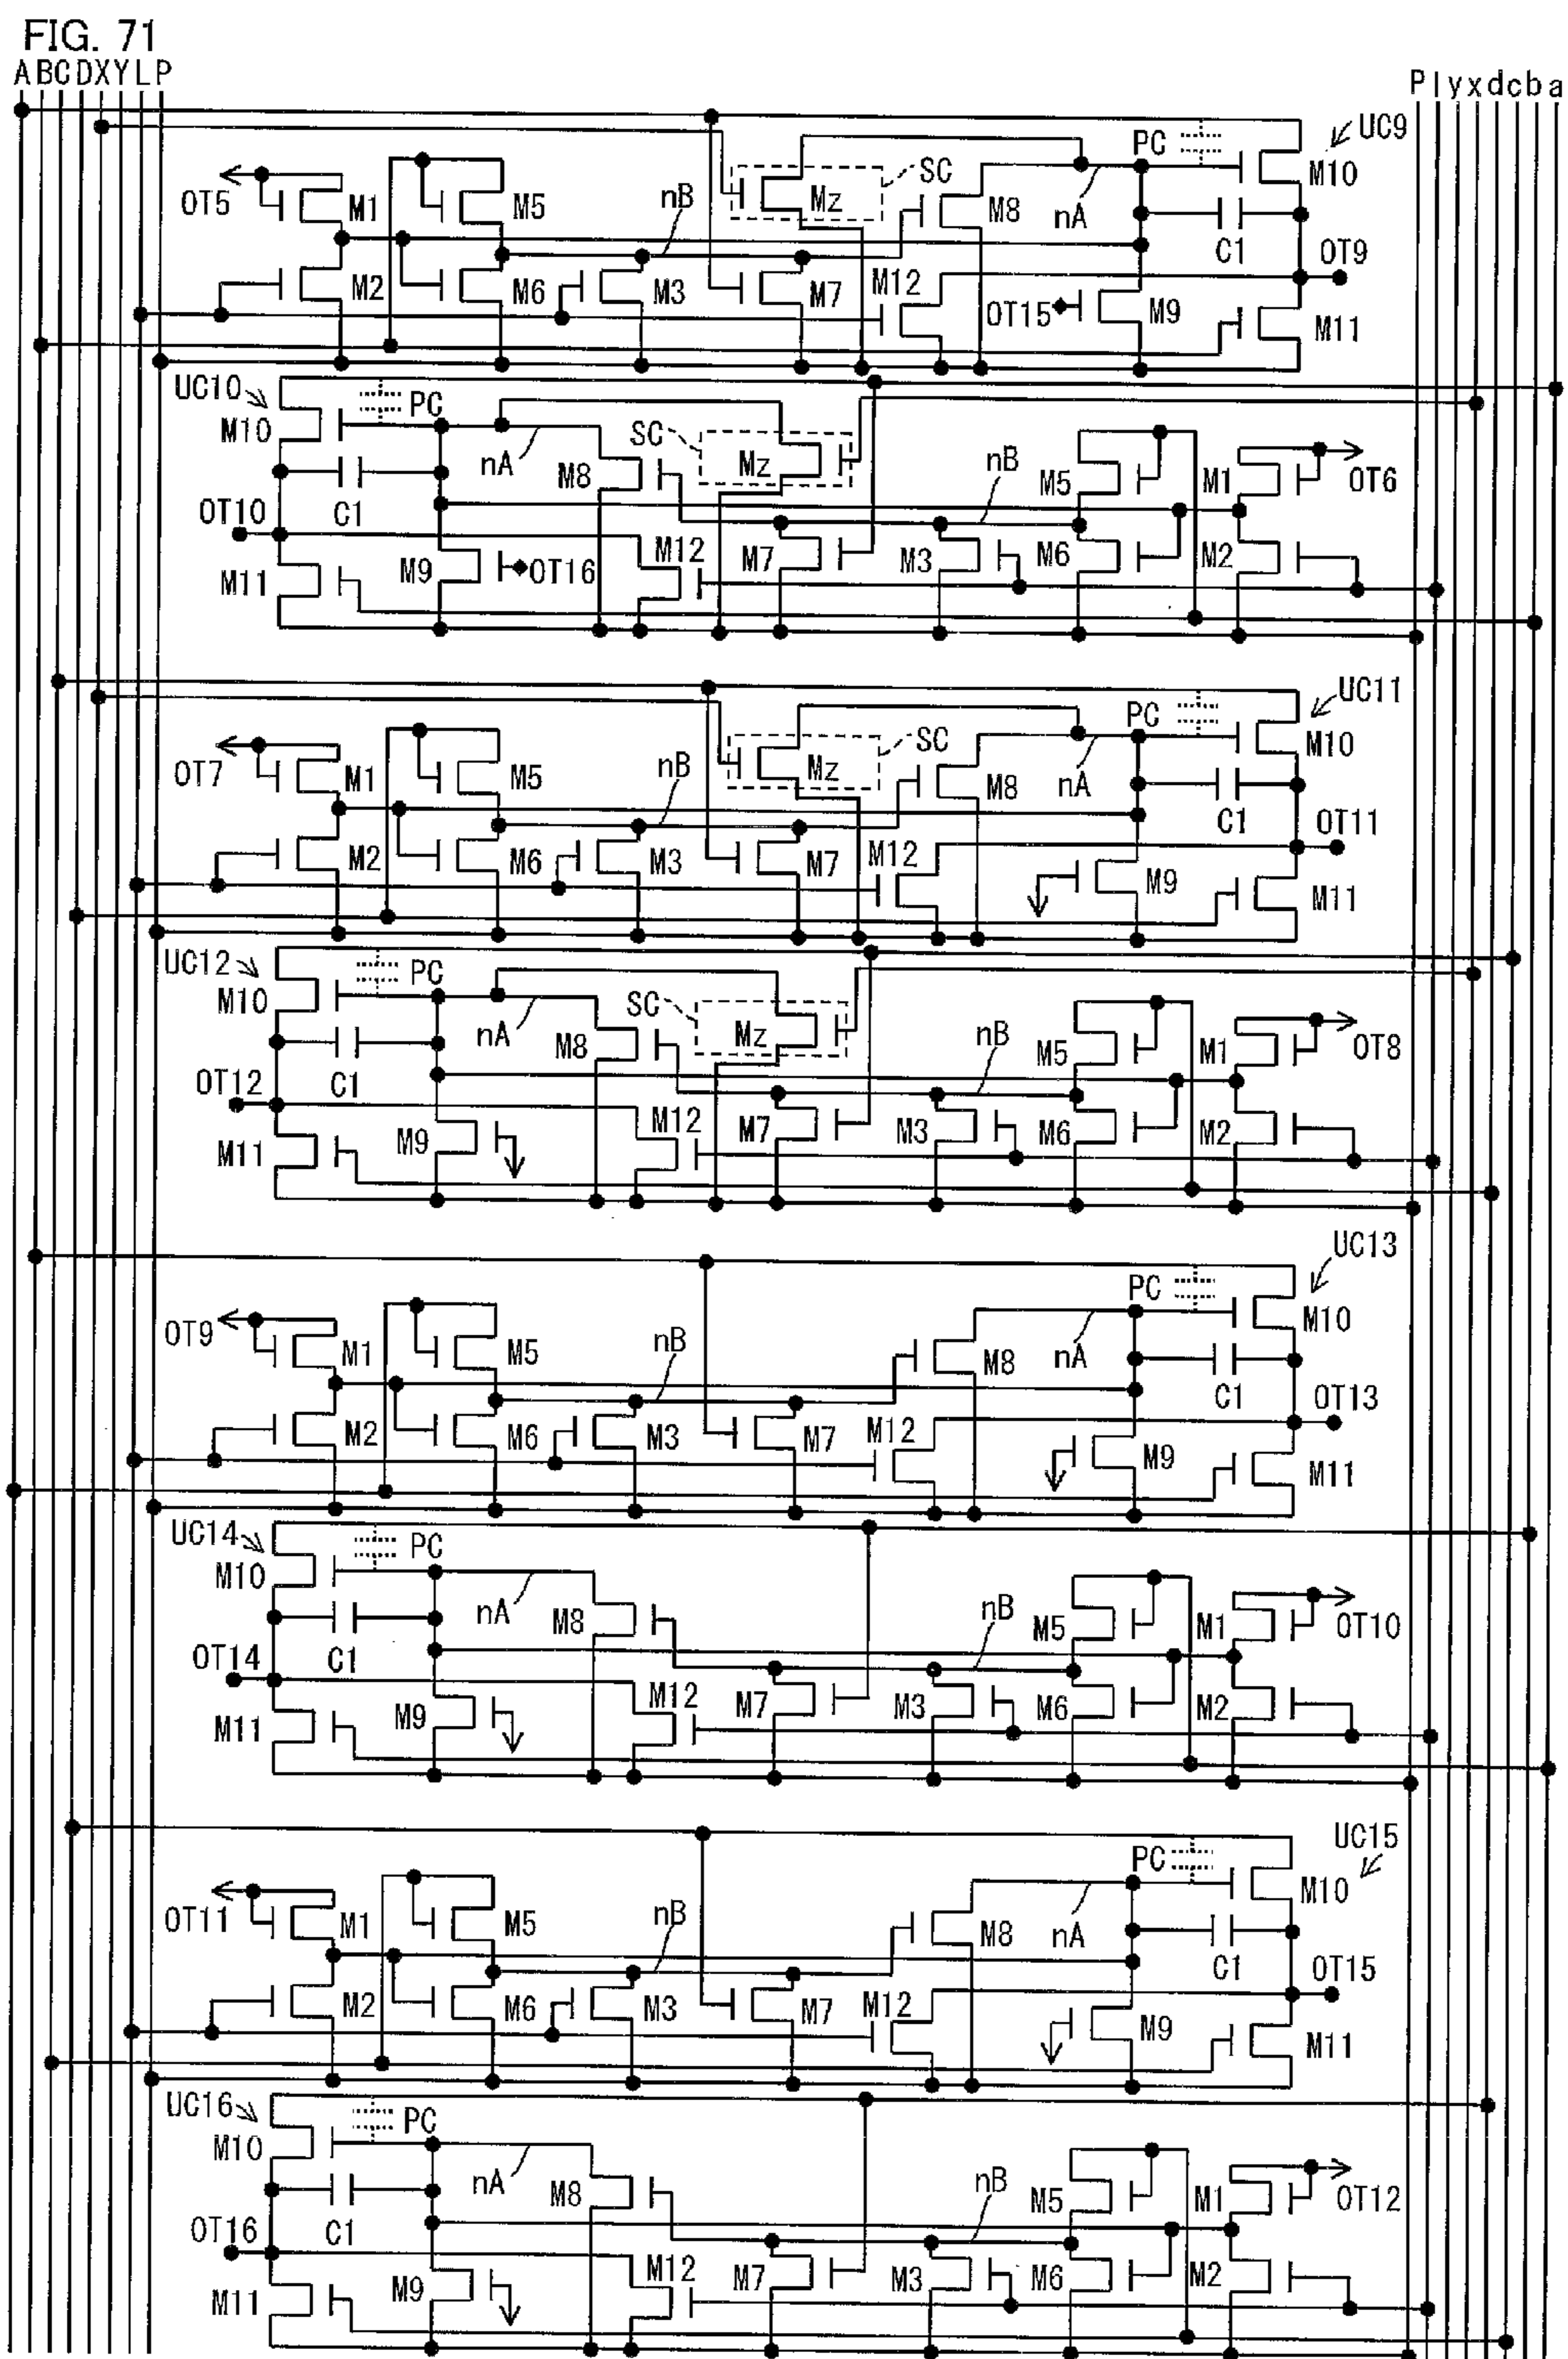 FIG. 71
A B C D X Y L P
P l y x d c b a
PC UC9
SC M10
OT5 M1 M5 nB Mz M8 nA
C1 OT9
M2 M6 M3 M7 M12 OT15 M9 M11
UC10 PC
M10 SC
nA M8 Mz nB M5 M1 OT6
OT10 C1
M11 M9 OT16 M12 M7 M3 M6 M2
UC11
PC
SC M10
OT7 M1 M5 nB Mz M8 nA
C1 OT11
M2 M6 M3 M7 M12 M9 M11
UC12 PC
M10 SC
nA M8 Mz nB M5 M1 OT8
OT12 C1
M11 M9 M12 M7 M3 M6 M2
UC13
PC
M10
OT9 M1 M5 nB M8 nA
C1 OT13
M2 M6 M3 M7 M12 M9 M11
UC14 PC
M10
nA M8 nB M5 M1 OT10
OT14 C1
M11 M9 M12 M7 M3 M6 M2
UC15
PC
M10
OT11 M1 M5 nB M8 nA
C1 OT15
M2 M6 M3 M7 M12 M9 M11
UC16 PC
M10
nA M8 nB M5 M1 OT12
OT16 C1
M11 M9 M12 M7 M3 M6 M2